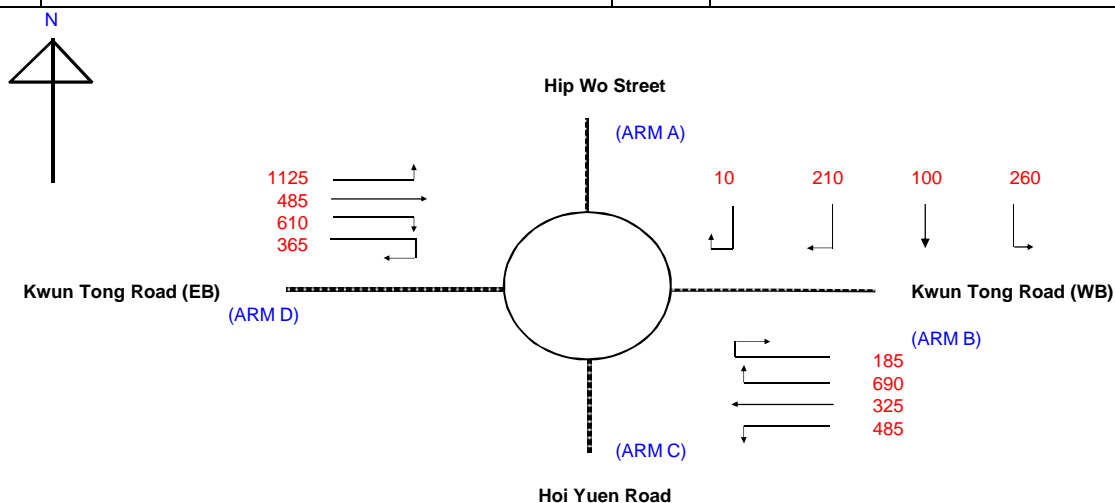 N
Hip Wo Street
(ARM A)
1125
485
610
365
10 210 100 260
Kwun Tong Road (EB)
(ARM D)
Kwun Tong Road (WB)
(ARM B)
185
690
325
485
(ARM C)
Hoi Yuen Road